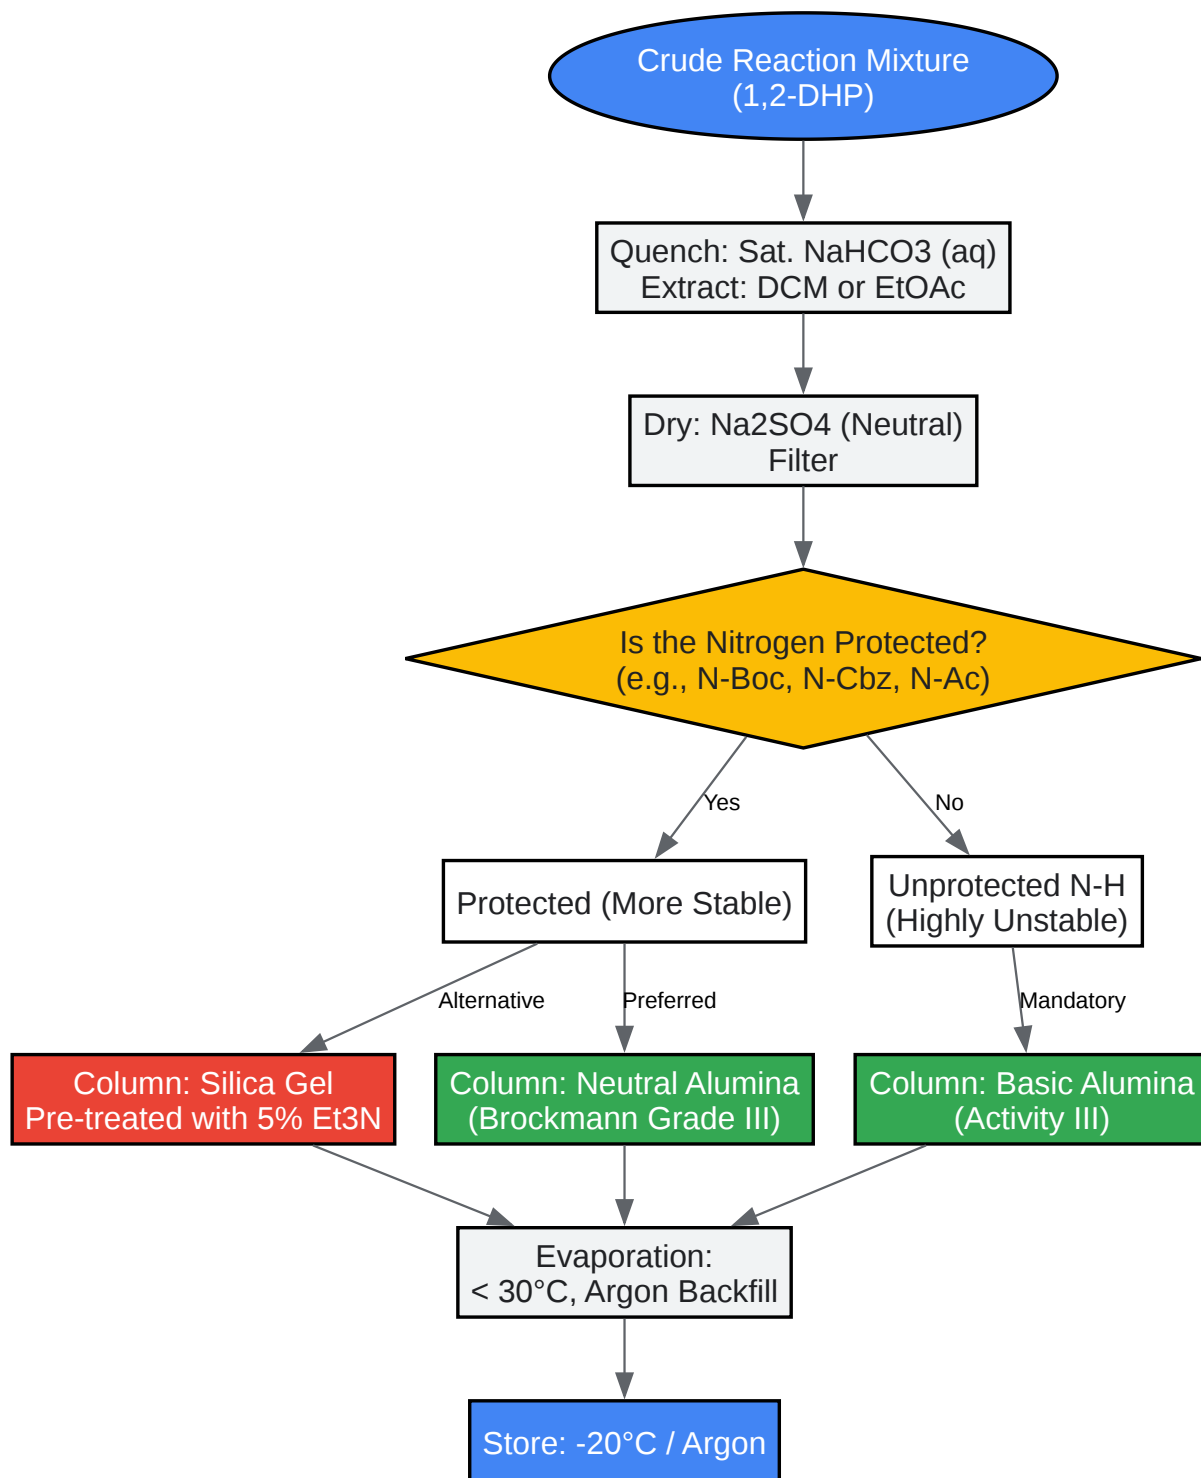 Crude Reaction Mixture
(1,2-DHP)
Quench: Sat. NaHCO3 (aq)
Extract: DCM or EtOAc
Dry: Na2SO4 (Neutral)
Filter
Is the Nitrogen Protected?
(e.g., N-Boc, N-Cbz, N-Ac)
Yes
No
Protected (More Stable)
Unprotected N-H
(Highly Unstable)
Alternative
Preferred
Mandatory
Column: Silica Gel
Pre-treated with 5% Et3N
Column: Neutral Alumina
(Brockmann Grade III)
Column: Basic Alumina
(Activity III)
Evaporation:
< 30°C, Argon Backfill
Store: -20°C / Argon